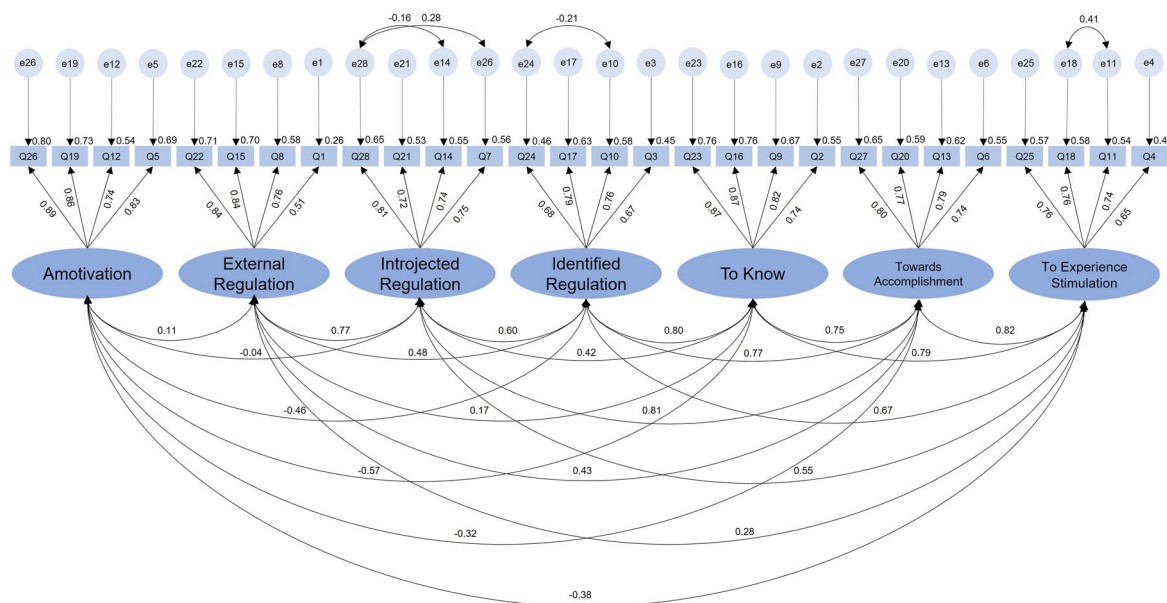 -0.16 0.28 -0.21 0.41
e26 e19 e12 e5 e22 e15 e8 e1 e28 e21 e14 e26 e24 e17 e10 e3 e23 e16 e9 e2 e27 e20 e13 e6 e25 e18 e11 e4
0.80 0.73 0.54 0.69 0.71 0.70 0.58 0.26 0.65 0.53 0.55 0.56 0.46 0.63 0.58 0.45 0.76 0.76 0.67 0.55 0.65 0.59 0.62 0.55 0.57 0.58 0.54 0.4
Q26 Q19 Q12 Q5 Q22 Q15 Q8 Q1 Q28 Q21 Q14 Q7 Q24 Q17 Q10 Q3 Q23 Q16 Q9 Q2 Q27 Q20 Q13 Q6 Q25 Q18 Q11 Q4
0.89 0.86 0.74 0.83 0.84 0.84 0.76 0.51 0.81 0.72 0.74 0.75 0.68 0.79 0.76 0.67 0.87 0.87 0.82 0.74 0.80 0.77 0.79 0.74 0.76 0.76 0.74 0.65
Amotivation
External
Regulation
Introjected
Regulation
Identified
Regulation
To Know
Towards
Accomplishment
To Experience
Stimulation
0.11 0.77 0.60 0.80 0.75 0.82
-0.04 0.48 0.42 0.77 0.79
-0.46 0.17 0.81 0.67
-0.57 0.43 0.55
-0.32 0.28
-0.38